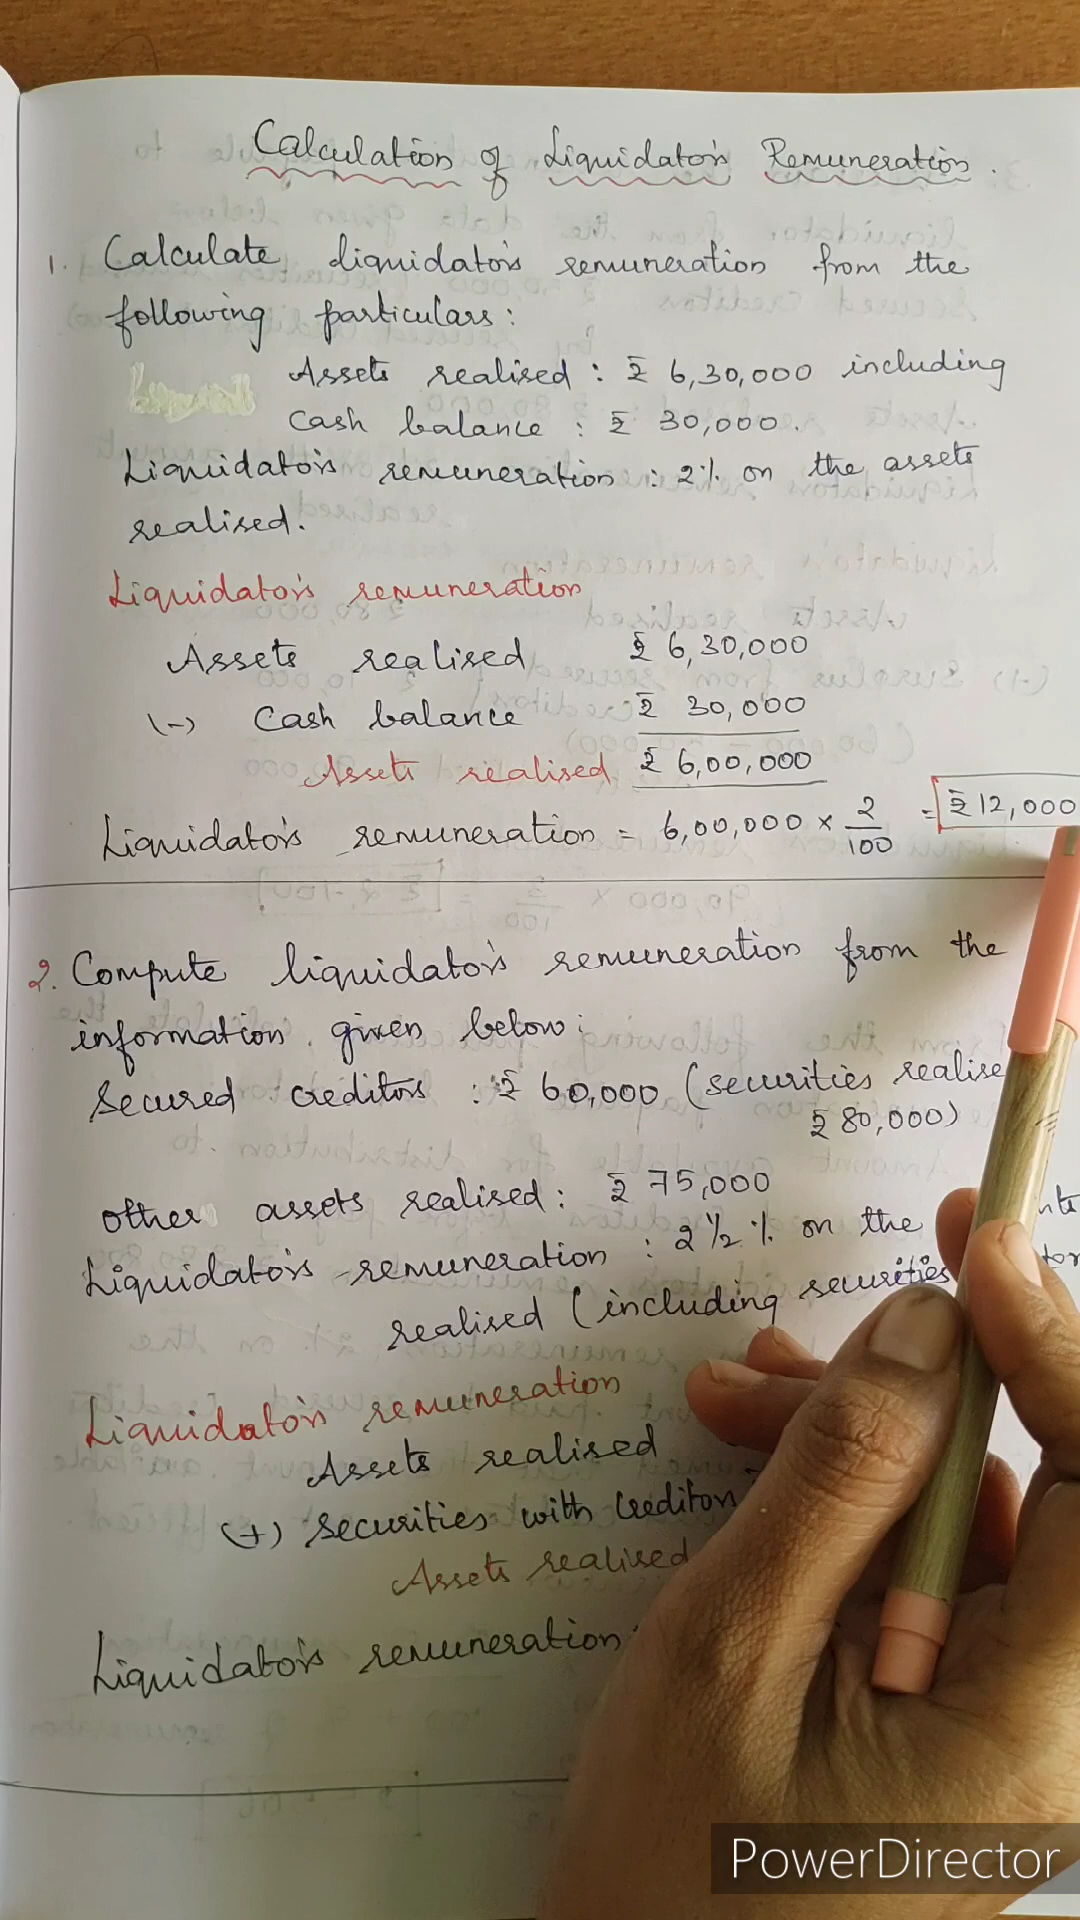 Calculation of Liquidator's Remuneration.
1. Calculate liquidator's remuneration from the
following particulars:
Assets realised : ₹ 6,30,000 including
cash balance : ₹ 30,000.
Liquidator's remuneration : 2% on the assets
realised.
Liquidator's remuneration
Assets realised ₹ 6,30,000
(-) Cash balance ₹ 30,000
Assets realised ₹ 6,00,000
Liquidator's remuneration = 6,00,000 × 2/100 = ₹ 12,000
2. Compute liquidator's remuneration from the
information given below:
Secured creditors : ₹ 60,000 (securities realise
₹ 80,000)
Other assets realised: ₹ 75,000
Liquidator's remuneration : 2 1/2 % on the
realised (including securities
Liquidator's remuneration
Assets realised
(+) securities with Creditors
Assets realised
Liquidator's remuneration
PowerDirector